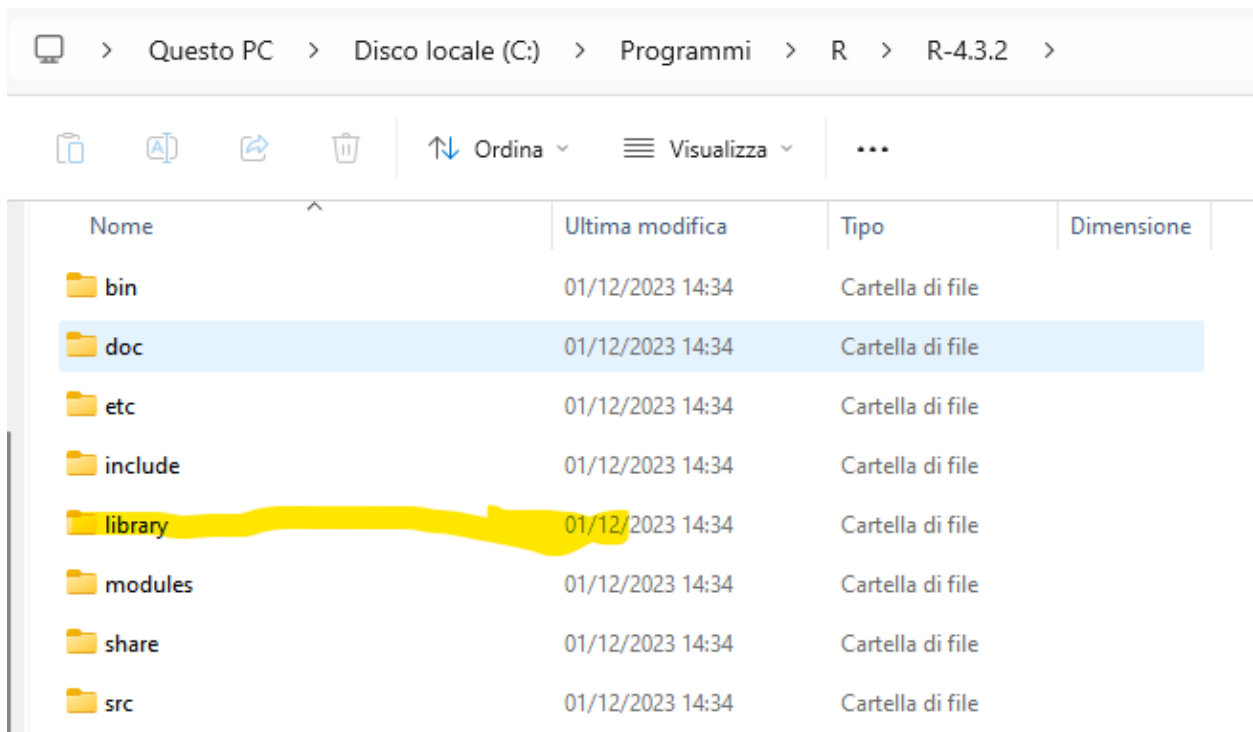 Questo PC > Disco locale (C:) > Programmi > R > R-4.3.2 >
Ordina Visualizza
Nome Ultima modifica Tipo Dimensione
bin 01/12/2023 14:34 Cartella di file
doc 01/12/2023 14:34 Cartella di file
etc 01/12/2023 14:34 Cartella di file
include 01/12/2023 14:34 Cartella di file
library 01/12/2023 14:34 Cartella di file
modules 01/12/2023 14:34 Cartella di file
share 01/12/2023 14:34 Cartella di file
src 01/12/2023 14:34 Cartella di file